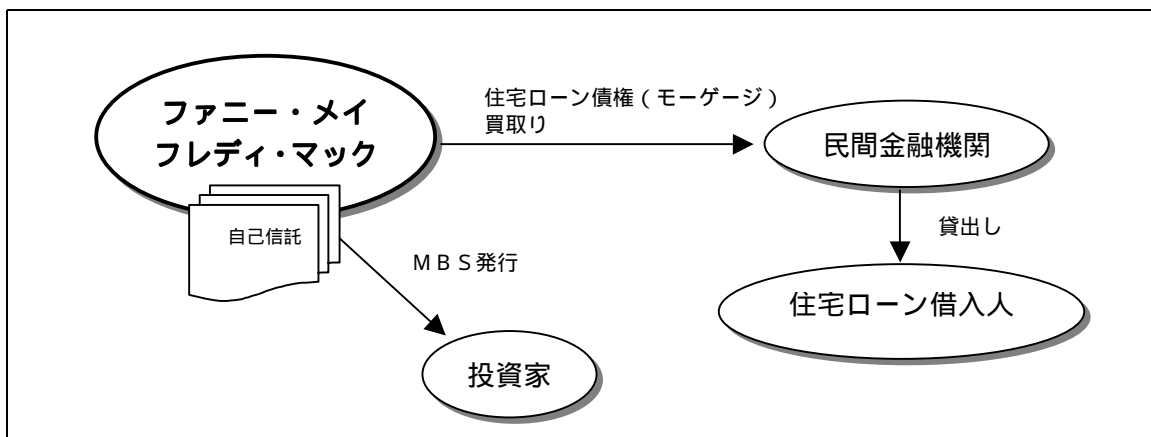 ファニー・メイ
フレディ・マック
住宅ローン債権（モーゲージ）
買取り
民間金融機関
自己信託
貸出し
ＭＢＳ発行
住宅ローン借入人
投資家